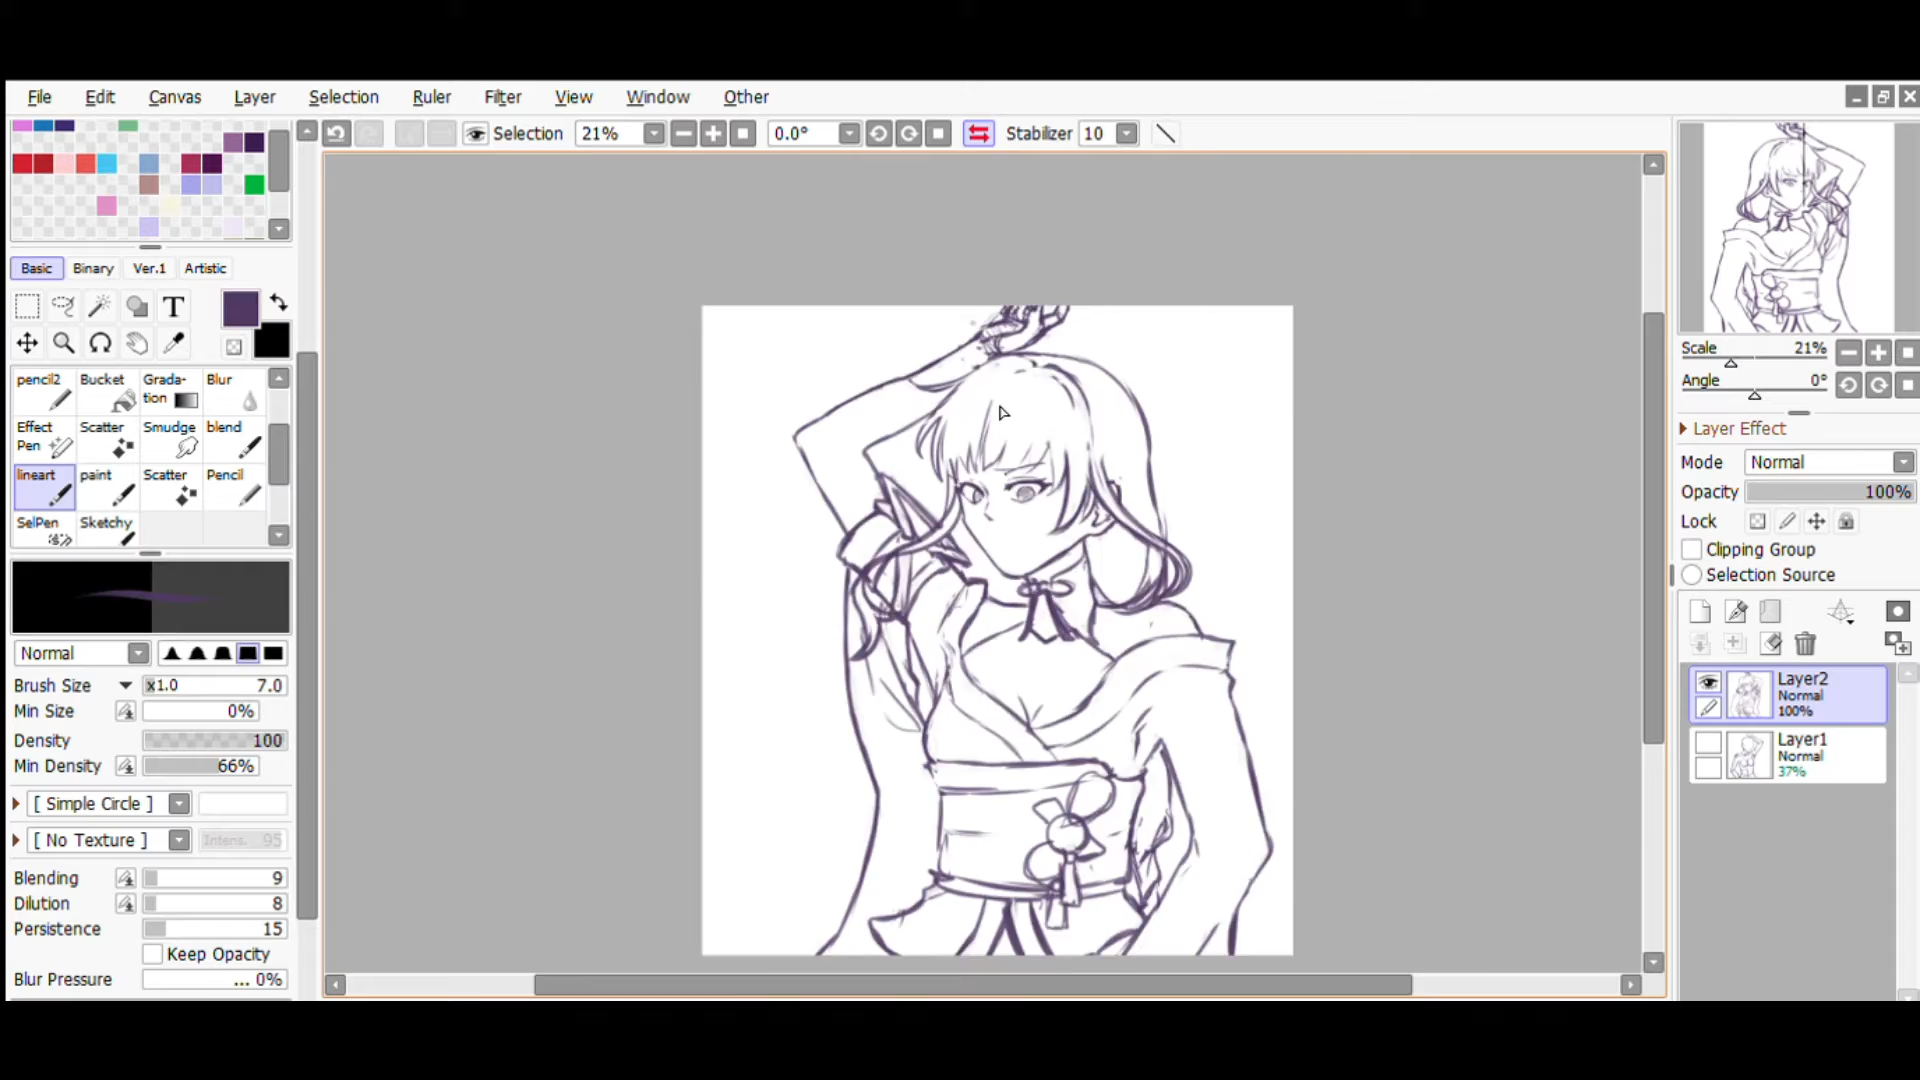 File Edit Canvas Layer Selection Ruler Filter View Window Other
Selection 21% 0.0° Stabilizer 10
Basic Binary Ver.1 Artistic
T
pencil2 Bucket Grada-tion Blur
Effect Pen Scatter Smudge blend
lineart paint Scatter Pencil
SelPen Sketchy
Normal
Brush Size x1.0 7.0
Min Size 0%
Density 100
Min Density 66%
[ Simple Circle ]
[ No Texture ] Intens. 95
Blending 9
Dilution 8
Persistence 15
Keep Opacity
Blur Pressure ... 0%
Scale 21%
Angle 0°
Layer Effect
Mode Normal
Opacity 100%
Lock
Clipping Group
Selection Source
Layer2
Normal
100%
Layer1
Normal
37%